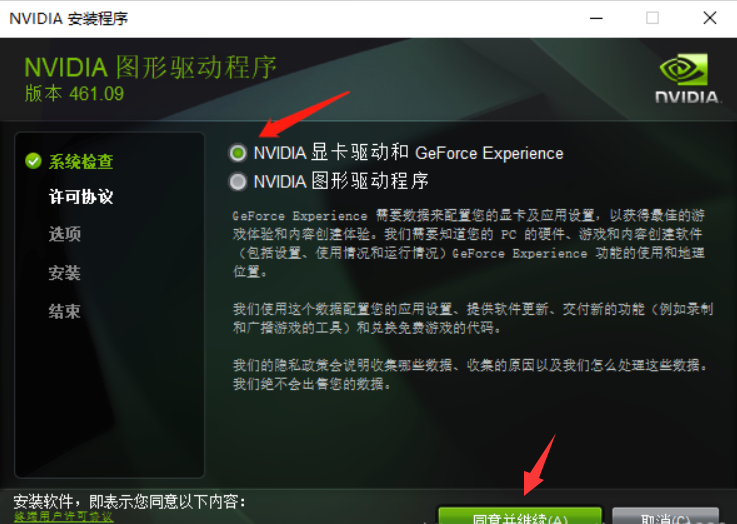 NVIDIA 安装程序
NVIDIA 图形驱动程序
版本 461.09
NVIDIA.
系统检查
许可协议
选项
安装
结束
NVIDIA 显卡驱动和 GeForce Experience
NVIDIA 图形驱动程序
GeForce Experience 需要数据来配置您的显卡及应用设置，以获得最佳的游
戏体验和内容创建体验。我们需要知道您的 PC 的硬件、游戏和内容创建软件
（包括设置、使用情况和运行情况）GeForce Experience 功能的使用和地理
位置。
我们使用这个数据配置您的应用设置、提供软件更新、交付新的功能（例如录制
和广播游戏的工具）和兑换免费游戏的代码。
我们的隐私政策会说明收集哪些数据、收集的原因以及我们怎么处理这些数据。
我们绝不会出售您的数据。
安装软件，即表示您同意以下内容：
终端用户许可协议
同意并继续(A)
取消(C)